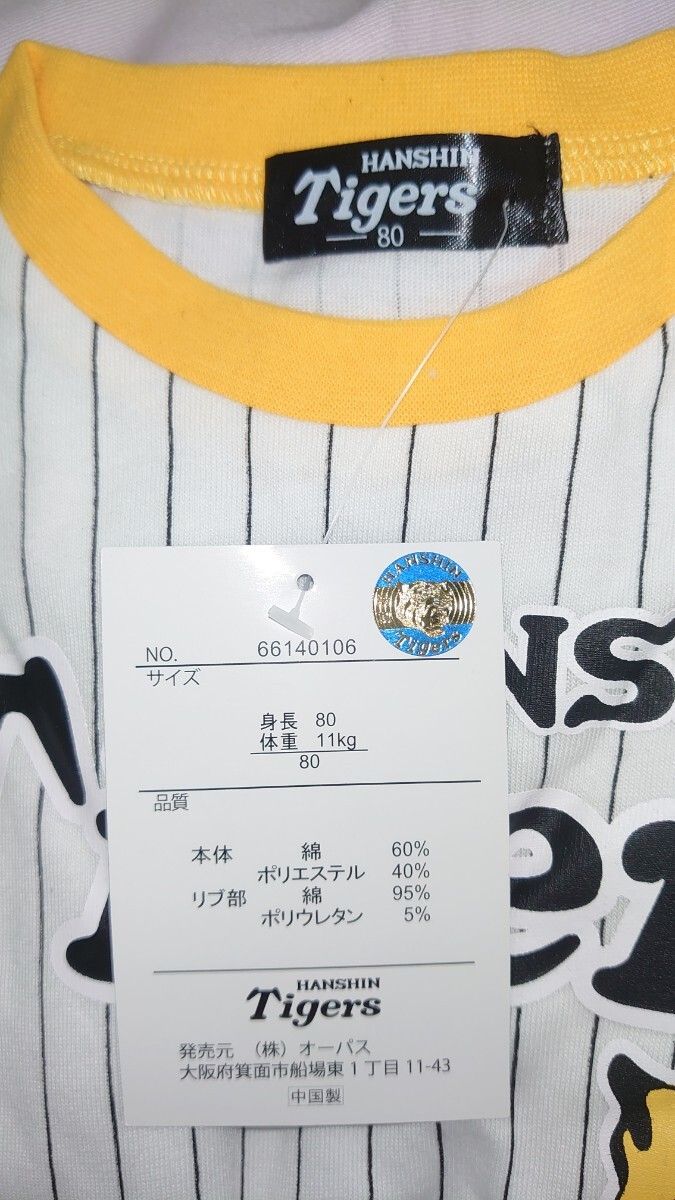 HANSHIN
Tigers
80
HANSHIN
Tigers
NO. 66140106
サイズ
身長 80
体重 11kg
80
品質
本体 綿 60%
ポリエステル 40%
リブ部 綿 95%
ポリウレタン 5%
HANSHIN
Tigers
発売元 (株) オーパス
大阪府箕面市船場東1丁目11-43
中国製